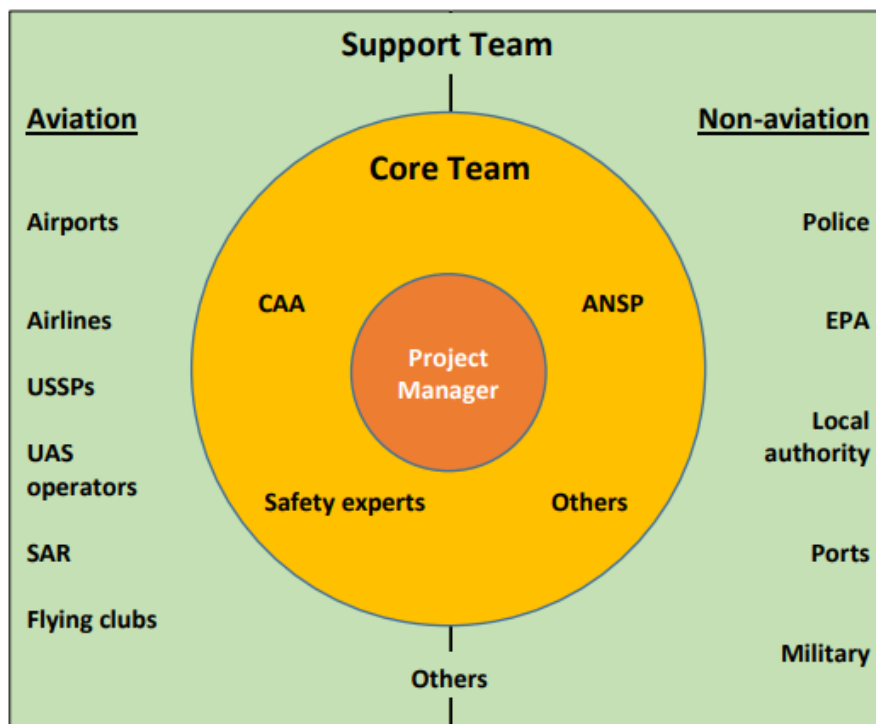 Support Team
Aviation
Non-aviation
Core Team
Airports
Police
CAA
ANSP
Airlines
EPA
Project
Manager
USSPs
Local
authority
UAS
operators
Safety experts
Others
SAR
Ports
Flying clubs
Military
Others